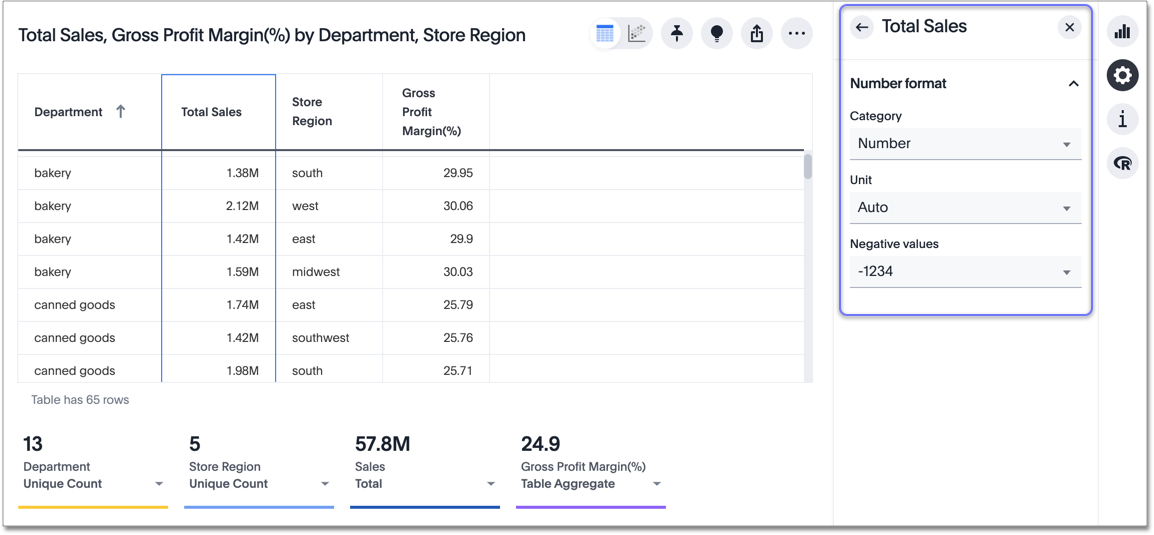 Total Sales, Gross Profit Margin(%) by Department, Store Region
Department Total Sales Store Region Gross Profit Margin(%)
bakery 1.38M south 29.95
bakery 2.12M west 30.06
bakery 1.42M east 29.9
bakery 1.59M midwest 30.03
canned goods 1.74M east 25.79
canned goods 1.42M southwest 25.76
canned goods 1.98M south 25.71
Table has 65 rows
13 5 57.8M 24.9
Department Store Region Sales Gross Profit Margin(%)
Unique Count Unique Count Total Table Aggregate
Total Sales
Number format
Category
Number
Unit
Auto
Negative values
-1234
i
R